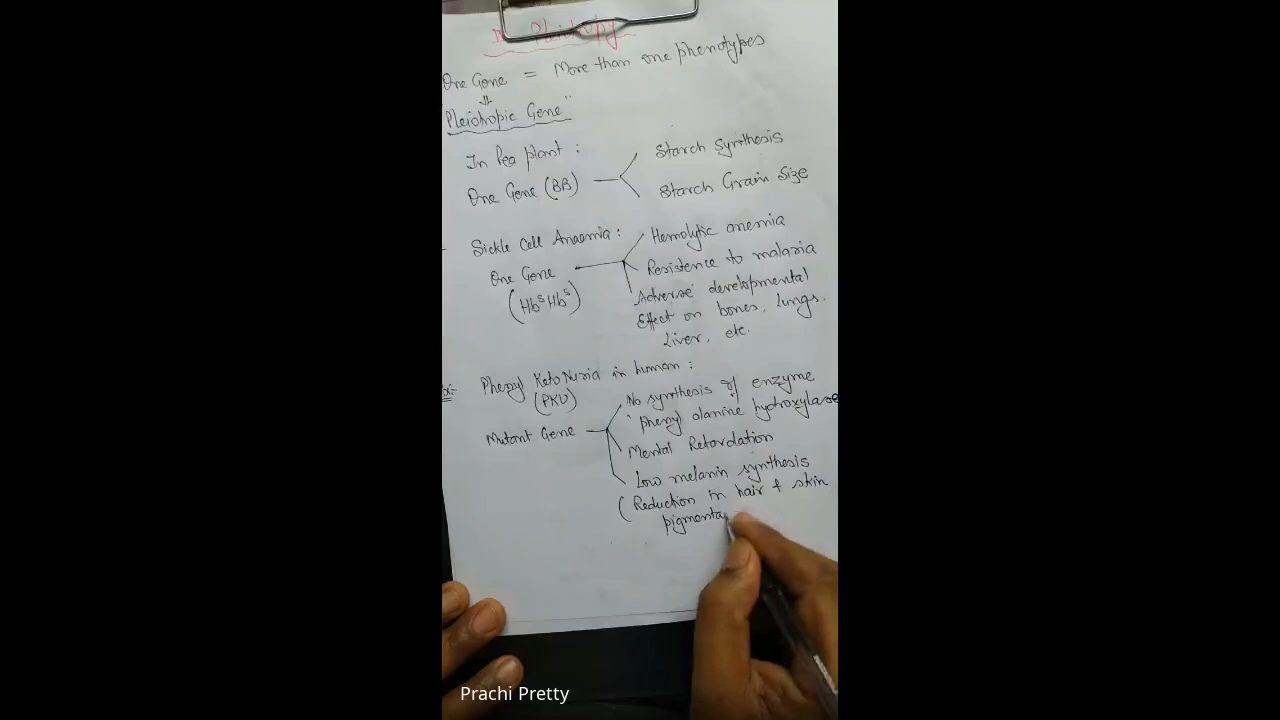 Pleiotropy
One Gene = More than one phenotypes
⇓
Pleiotropic Gene"
In Pea plant :
One Gene (BB)
Starch Synthesis
Starch Grain Size
Sickle Cell Anaemia :
One Gene
(HbˢHbˢ)
Hemolytic anemia
Resistence to malaria
Adverse developmental
Effect on bones, lungs.
Liver, etc.
Phenyl Keto Nuria in human :
(PKU)
Mutant Gene
No synthesis of enzyme
" phenyl alanine hydroxylase
Mental Retardation
Low melanin synthesis
( Reduction in hair & skin
pigmenta
Prachi Pretty